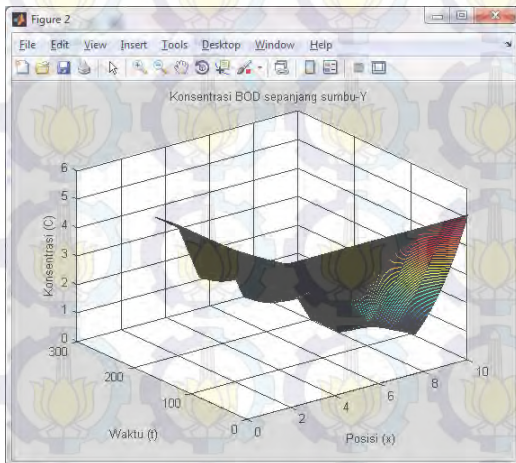 Figure 2
File Edit View Insert Tools Desktop Window Help
Konsentrasi BOD sepanjang sumbu-Y
6
5
4
3
2
1
0
Konsentrasi (C)
300
200
100
0
Waktu (t)
0
2
4
6
8
10
Posisi (x)